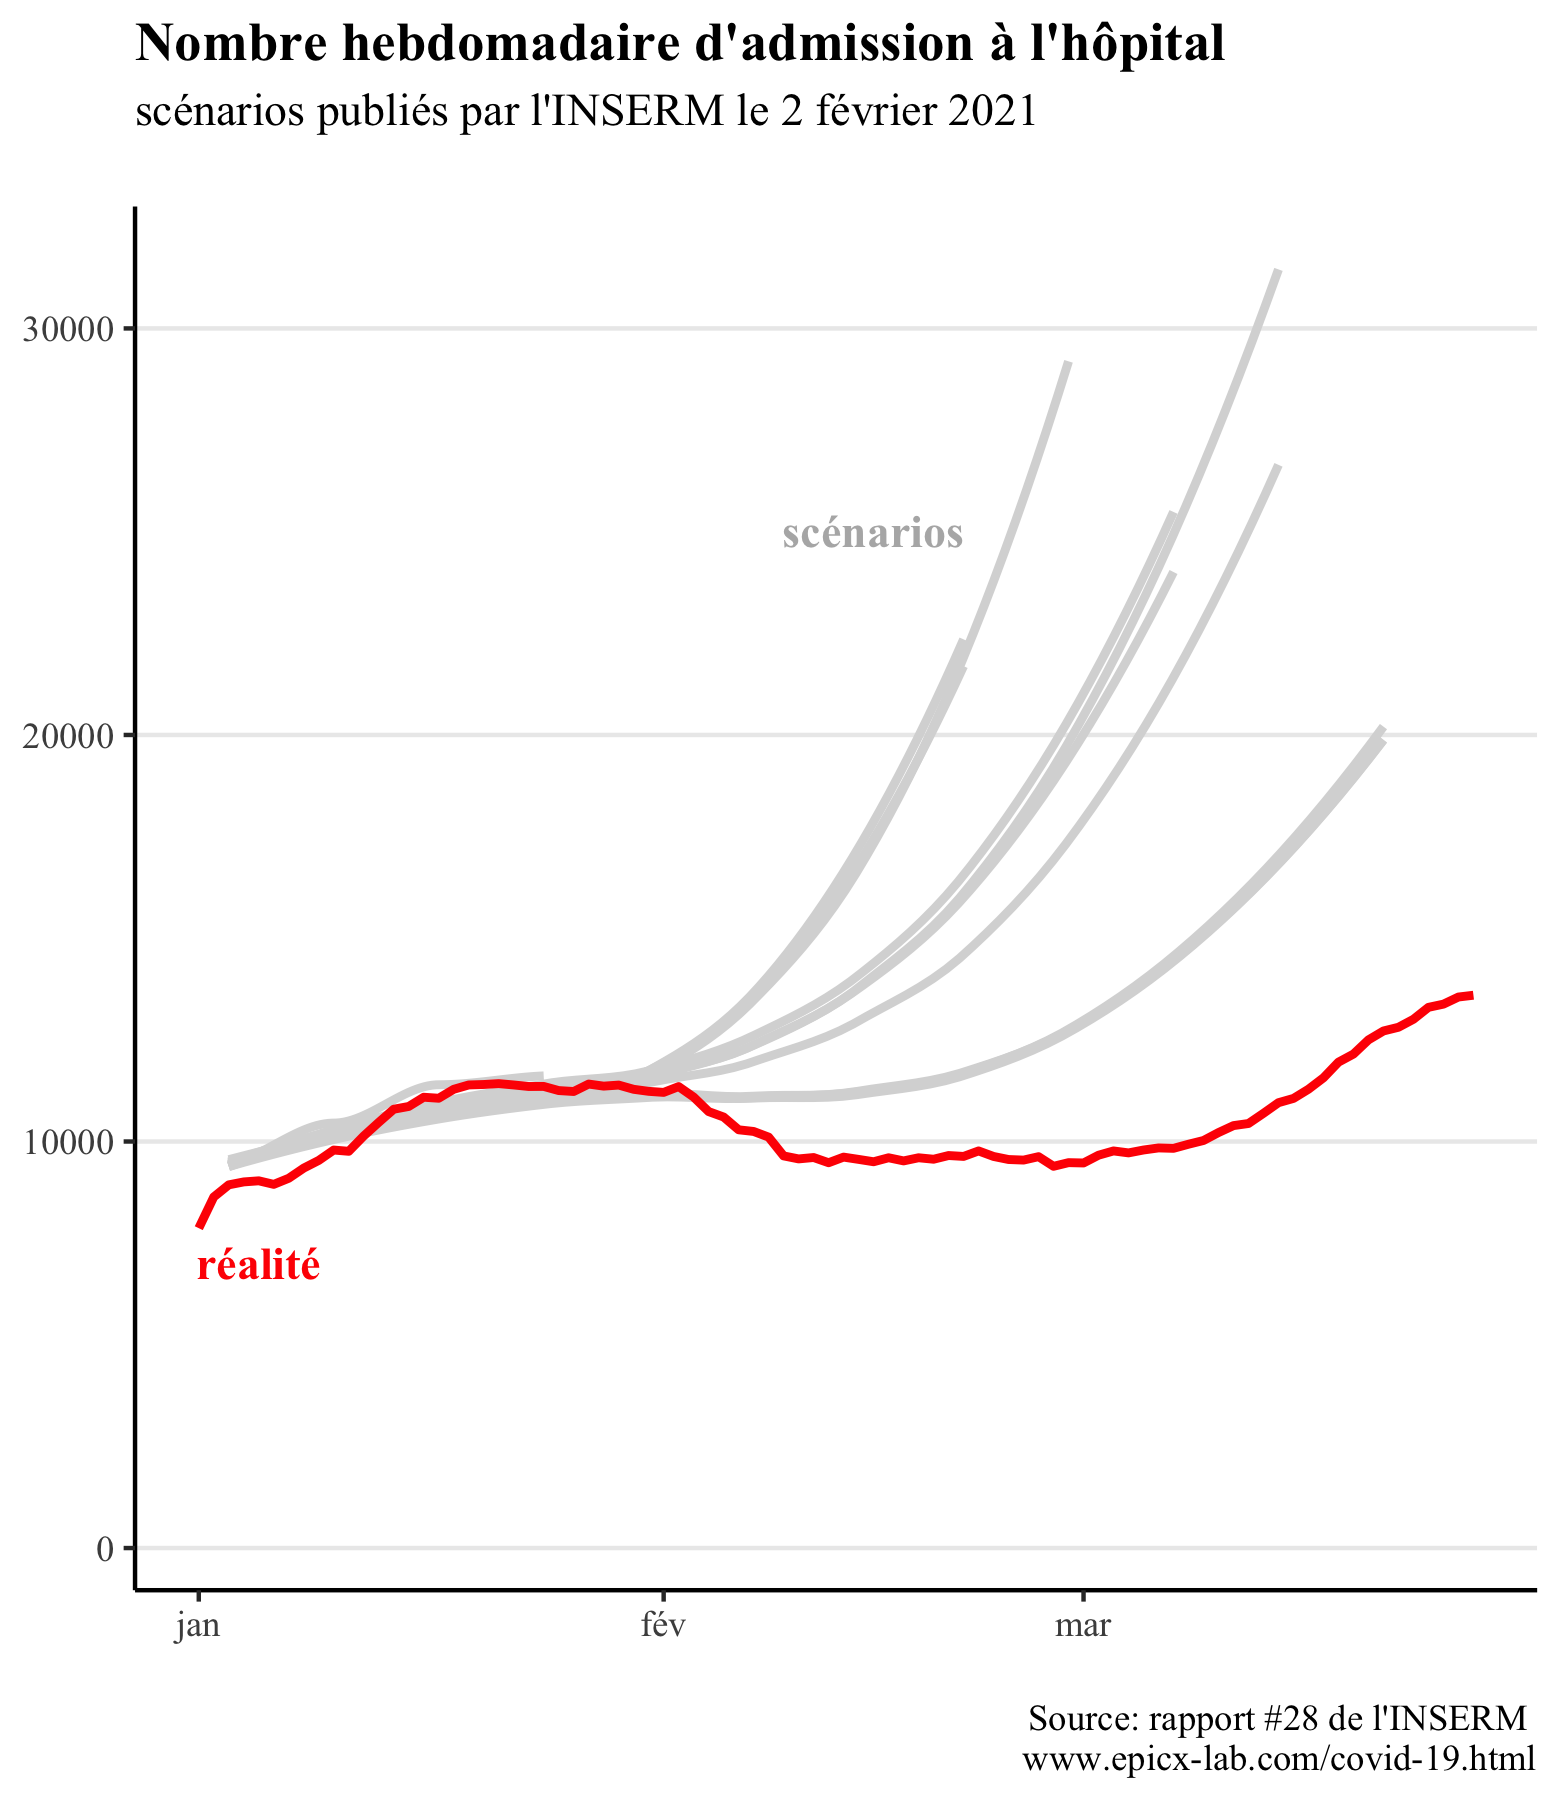 Nombre hebdomadaire d'admission à l'hôpital
scénarios publiés par l'INSERM le 2 février 2021
30000
scénarios
20000
10000
réalité
0
jan fév mar
Source: rapport #28 de l'INSERM
www.epicx-lab.com/covid-19.html